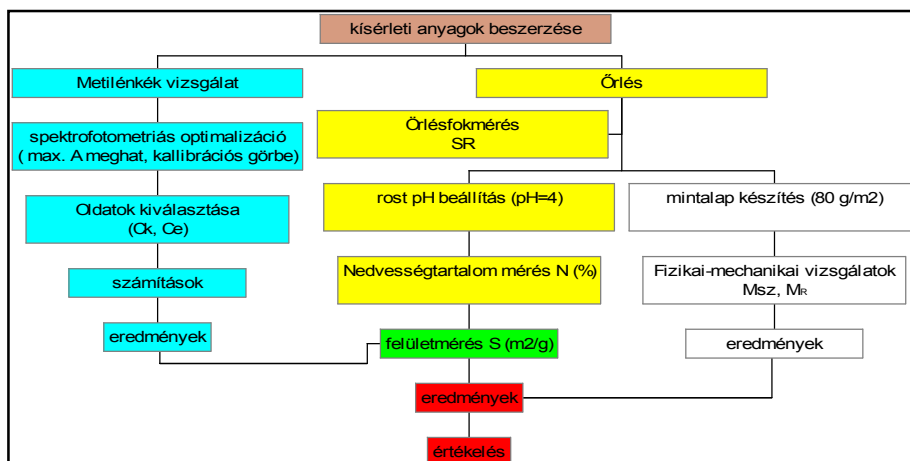 kísérleti anyagok beszerzése
Metilénkék vizsgálat
Őrlés
spektrofotometriás optimalizáció
( max. A meghat, kallibrációs görbe)
Örlésfokmérés
SR
Oldatok kiválasztása
(Ck, Ce)
rost pH beállítás (pH=4)
mintalap készítés (80 g/m2)
számítások
Nedvességtartalom mérés N (%)
Fizikai-mechanikai vizsgálatok
Msz, MR
eredmények
felületmérés S (m2/g)
eredmények
eredmények
értékelés